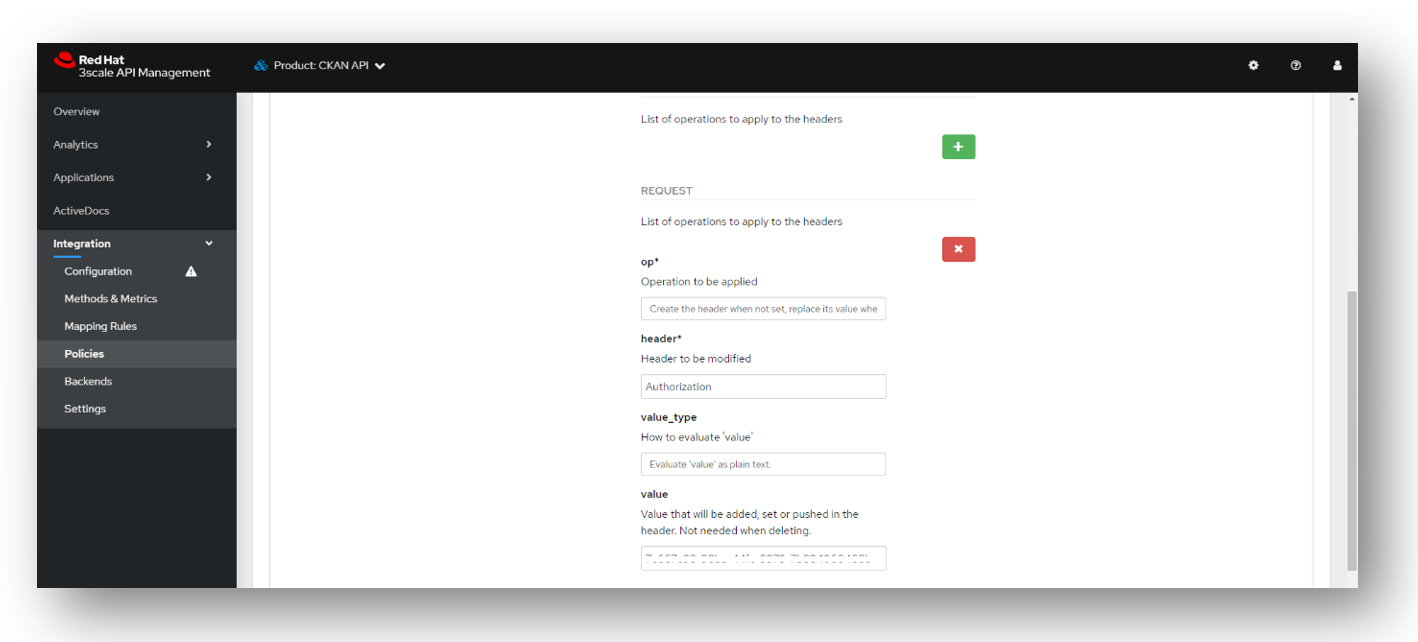 Red Hat
3scale API Management
Product: CKAN API
Overview
Analytics
Applications
ActiveDocs
Integration
Configuration
Methods & Metrics
Mapping Rules
Policies
Backends
Settings
List of operations to apply to the headers
REQUEST
List of operations to apply to the headers
op*
Operation to be applied
Create the header when not set, replace its value whe
header*
Header to be modified
Authorization
value_type
How to evaluate 'value'
Evaluate 'value' as plain text.
value
Value that will be added, set or pushed in the
header. Not needed when deleting.